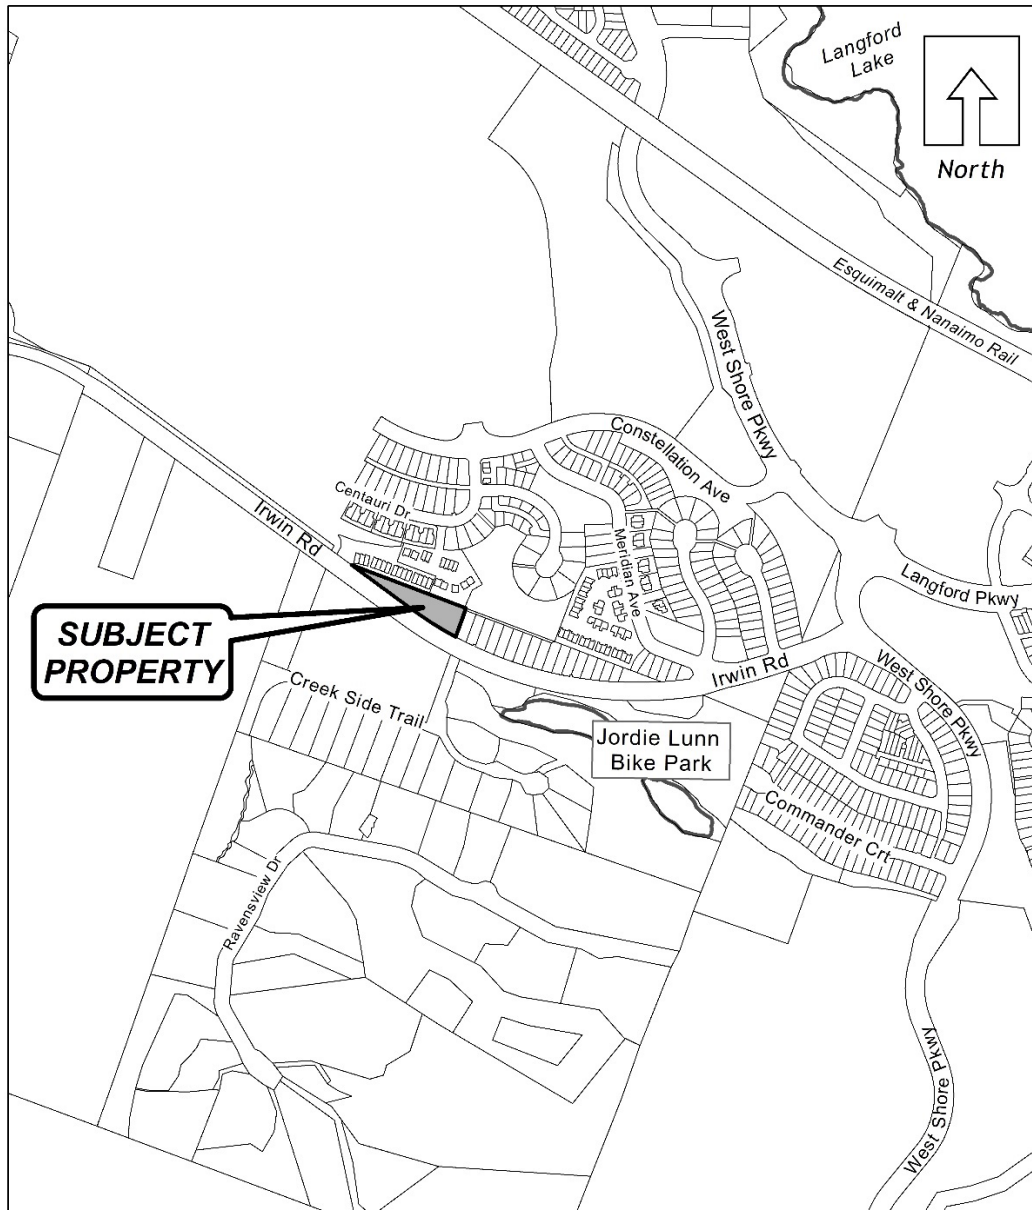 Langford
Lake
North
Esquimalt & Nanaimo Rail
West Shore Pkwy
Constellation Ave
Centauri Dr
Irwin Rd
Meridian Ave
Langford Pkwy
SUBJECT
PROPERTY
Irwin Rd
West Shore Pkwy
Creek Side Trail
Jordie Lunn
Bike Park
Commander Crt
Ravensview Dr
West Shore Pkwy